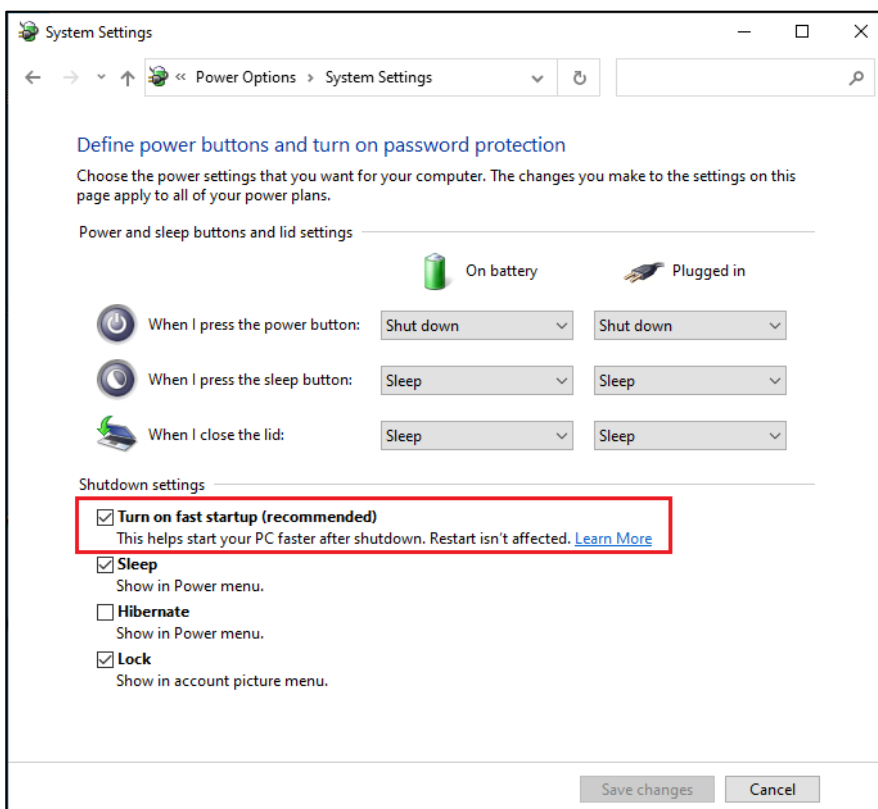 System Settings
« Power Options › System Settings
Define power buttons and turn on password protection
Choose the power settings that you want for your computer. The changes you make to the settings on this
page apply to all of your power plans.
Power and sleep buttons and lid settings
On battery Plugged in
When I press the power button: Shut down Shut down
When I press the sleep button: Sleep Sleep
When I close the lid: Sleep Sleep
Shutdown settings
Turn on fast startup (recommended)
This helps start your PC faster after shutdown. Restart isn't affected. Learn More
Sleep
Show in Power menu.
Hibernate
Show in Power menu.
Lock
Show in account picture menu.
Save changes Cancel